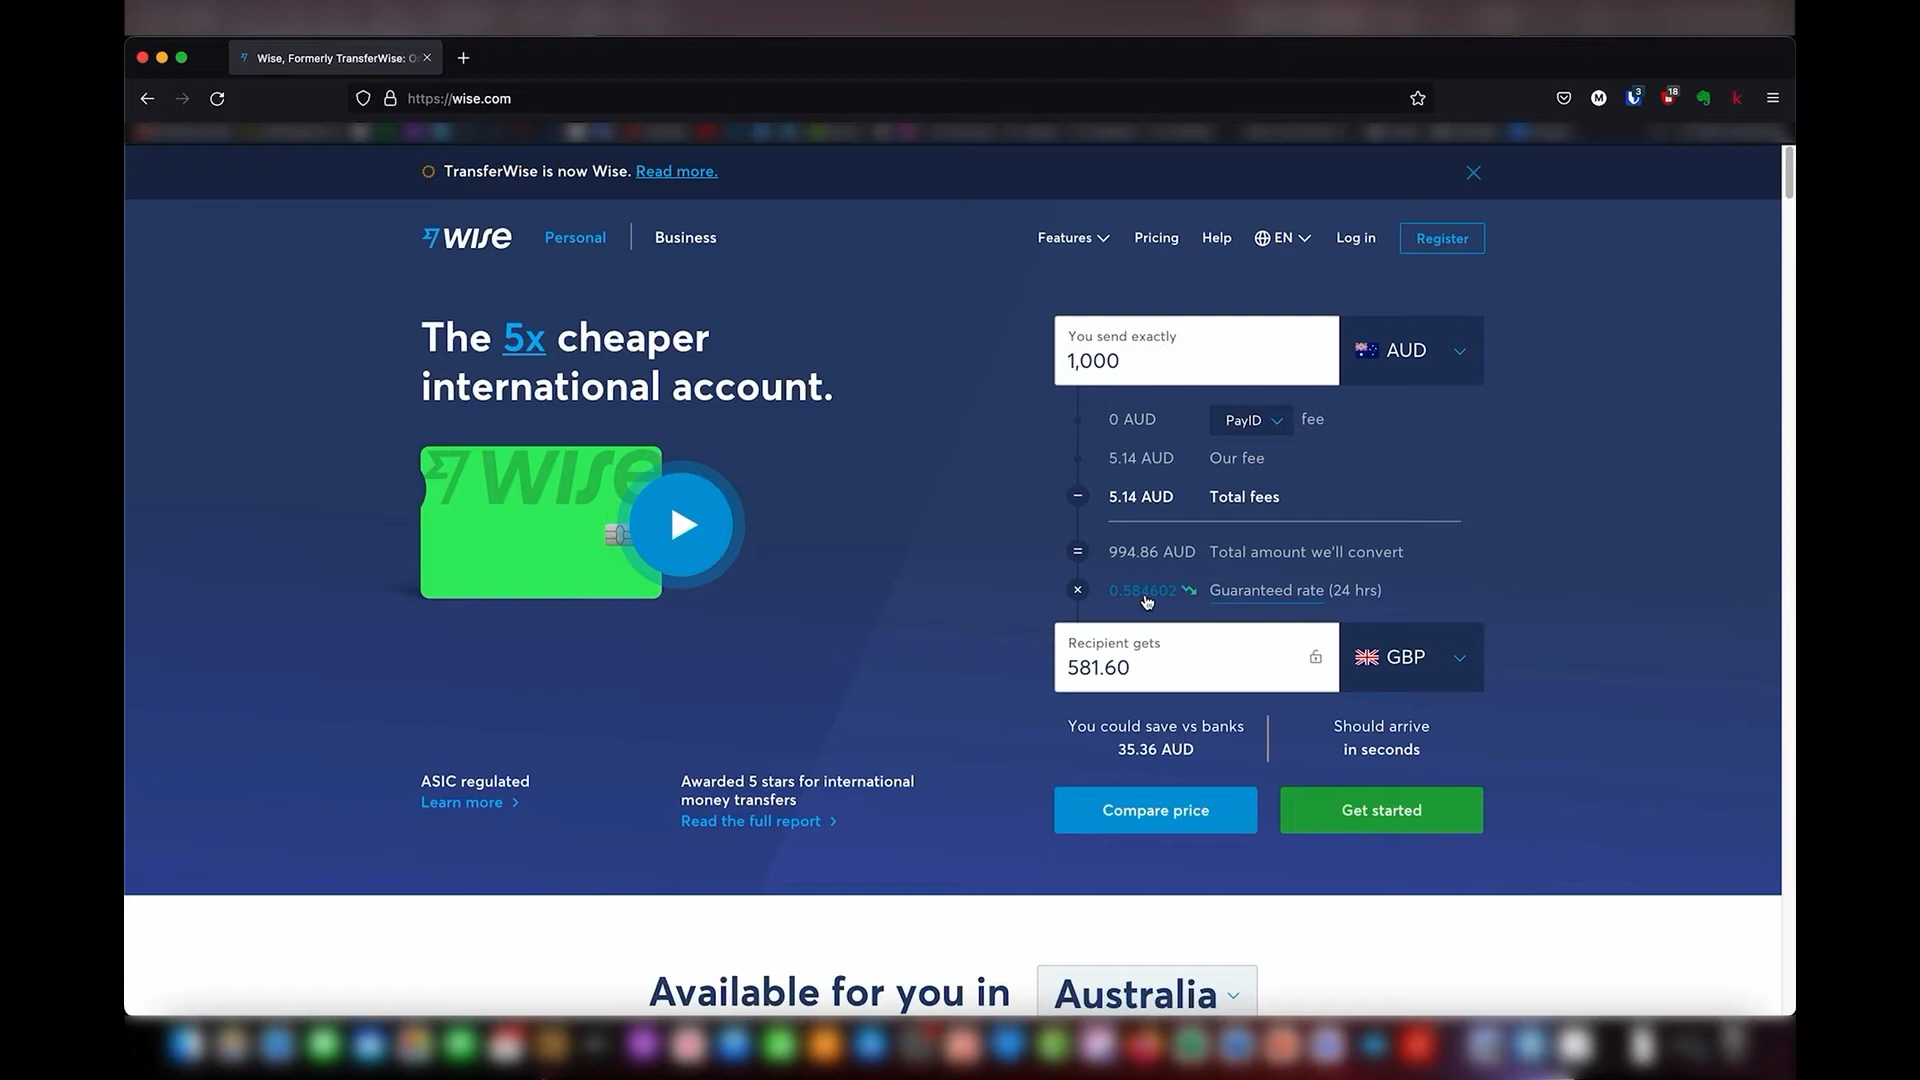 Wise, Formerly TransferWise: O
https://wise.com
M
3
18
k
TransferWise is now Wise. Read more.
WISE
Personal
Business
Features
Pricing
Help
EN
Log in
Register
The 5x cheaper
international account.
WISE
You send exactly
1,000
AUD
0 AUD
PayID
fee
5.14 AUD
Our fee
5.14 AUD
Total fees
994.86 AUD
Total amount we'll convert
0.584602
Guaranteed rate (24 hrs)
Recipient gets
581.60
GBP
You could save vs banks
35.36 AUD
Should arrive
in seconds
Compare price
Get started
ASIC regulated
Learn more
Awarded 5 stars for international
money transfers
Read the full report
Available for you in
Australia